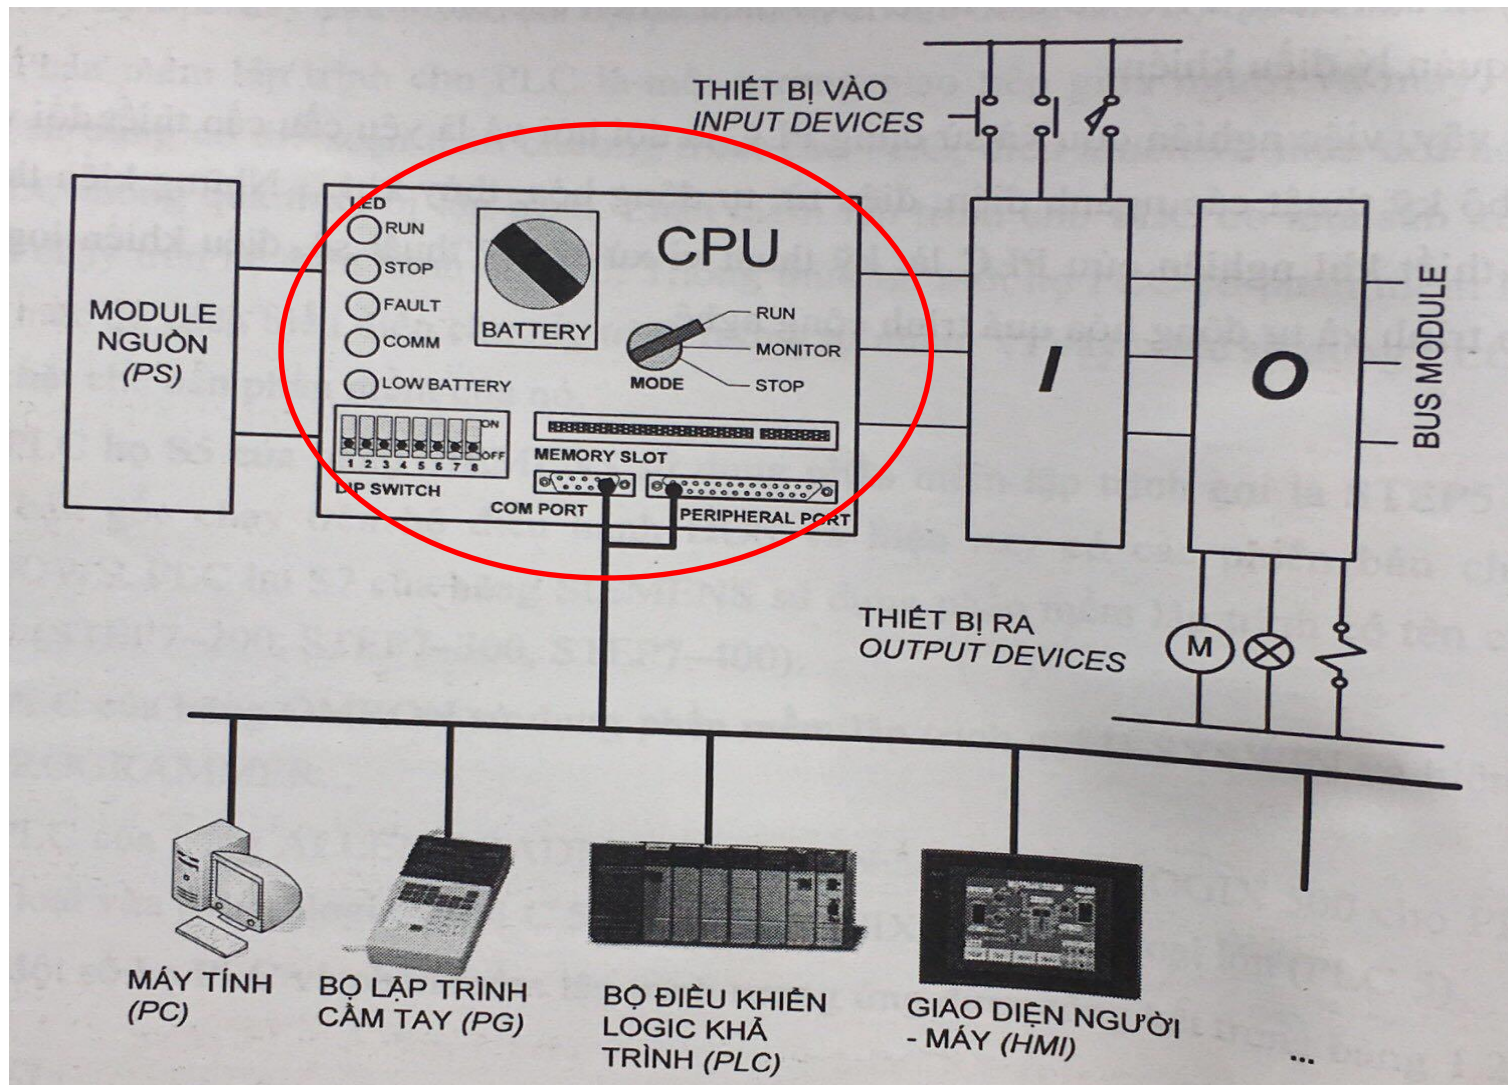 THIẾT BỊ VÀO
INPUT DEVICES
MODULE
NGUỒN
(PS)
LED
RUN
STOP
FAULT
COMM
LOW BATTERY
BATTERY
CPU
RUN
MONITOR
STOP
MODE
ON
OFF
1 2 3 4 5 6 7 8
DIP SWITCH
MEMORY SLOT
COM PORT
PERIPHERAL PORT
I
O
BUS MODULE
THIẾT BỊ RA
OUTPUT DEVICES
M
MÁY TÍNH
(PC)
BỘ LẬP TRÌNH
CẦM TAY (PG)
BỘ ĐIỀU KHIỂN
LOGIC KHẢ
TRÌNH (PLC)
GIAO DIỆN NGƯỜI
- MÁY (HMI)
...